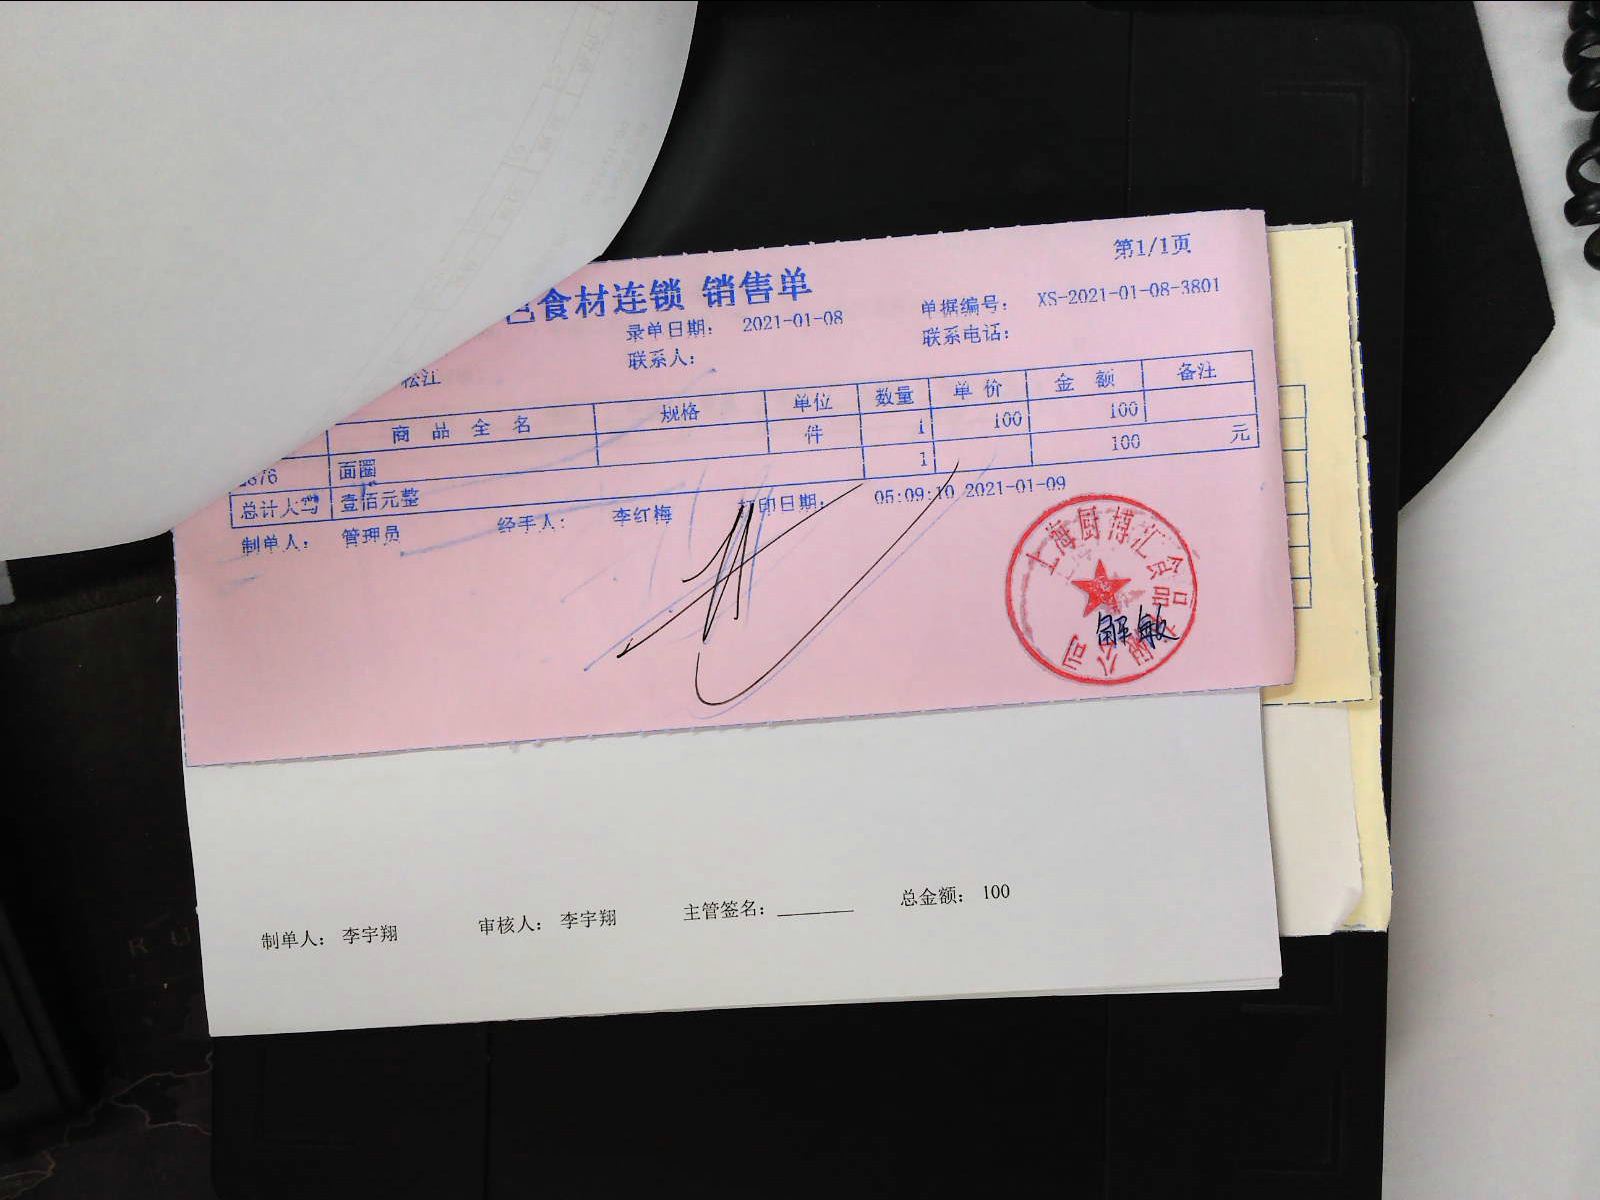 第1/1页
食材连锁 销售单
录单日期： 2021-01-08 单据编号： XS-2021-01-08-3801
松江 联系人： 联系电话：
商品全名 规格 单位 数量 单价 金额 备注
面圈 件 1 100 100
总计大写 壹佰元整 1 100 元
制单人： 管理员 经手人： 李红梅 打印日期： 05:09:10 2021-01-09
上海厨博汇食品有限公司
解敏
制单人： 李宇翔 审核人： 李宇翔 主管签名：________ 总金额： 100